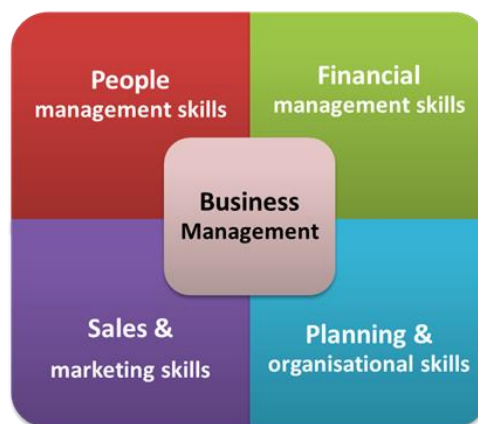 People
management skills
Financial
management skills
Business
Management
Sales &
marketing skills
Planning &
organisational skills